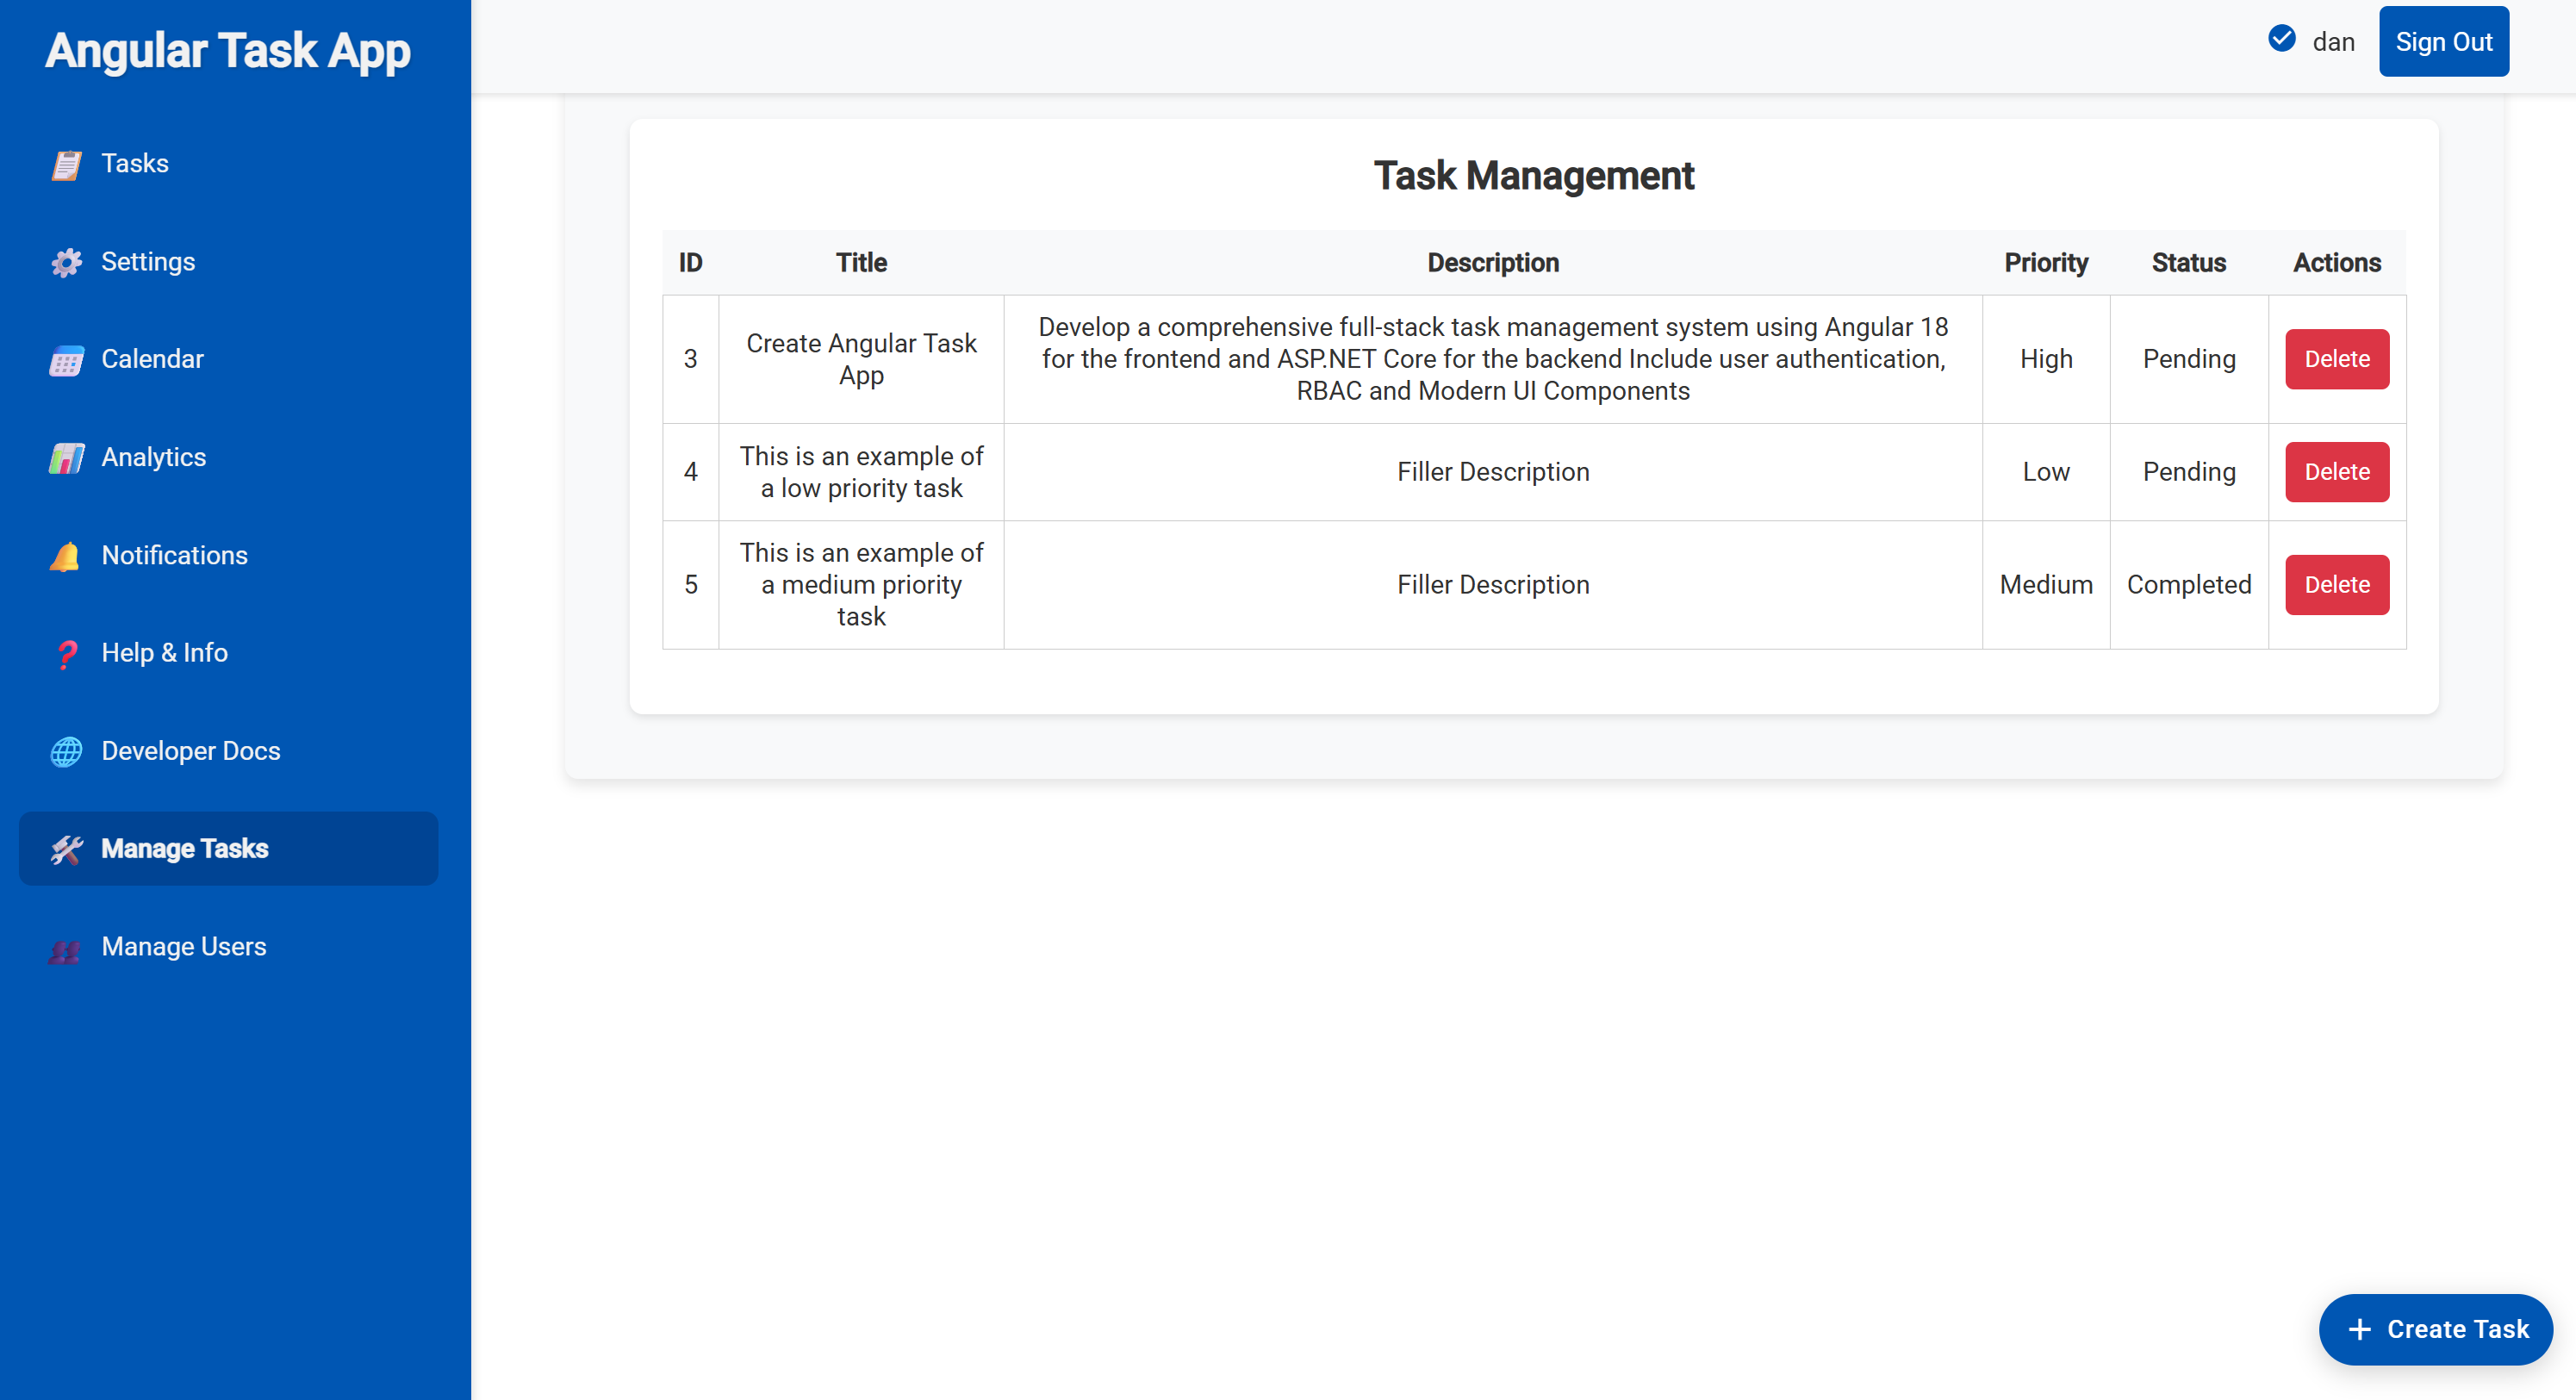 Angular Task App
dan
Sign Out
Tasks
Settings
Calendar
Analytics
Notifications
Help & Info
Developer Docs
Manage Tasks
Manage Users
Task Management
ID Title Description Priority Status Actions
3 Create Angular Task App Develop a comprehensive full-stack task management system using Angular 18 for the frontend and ASP.NET Core for the backend Include user authentication, RBAC and Modern UI Components High Pending Delete
4 This is an example of a low priority task Filler Description Low Pending Delete
5 This is an example of a medium priority task Filler Description Medium Completed Delete
+ Create Task